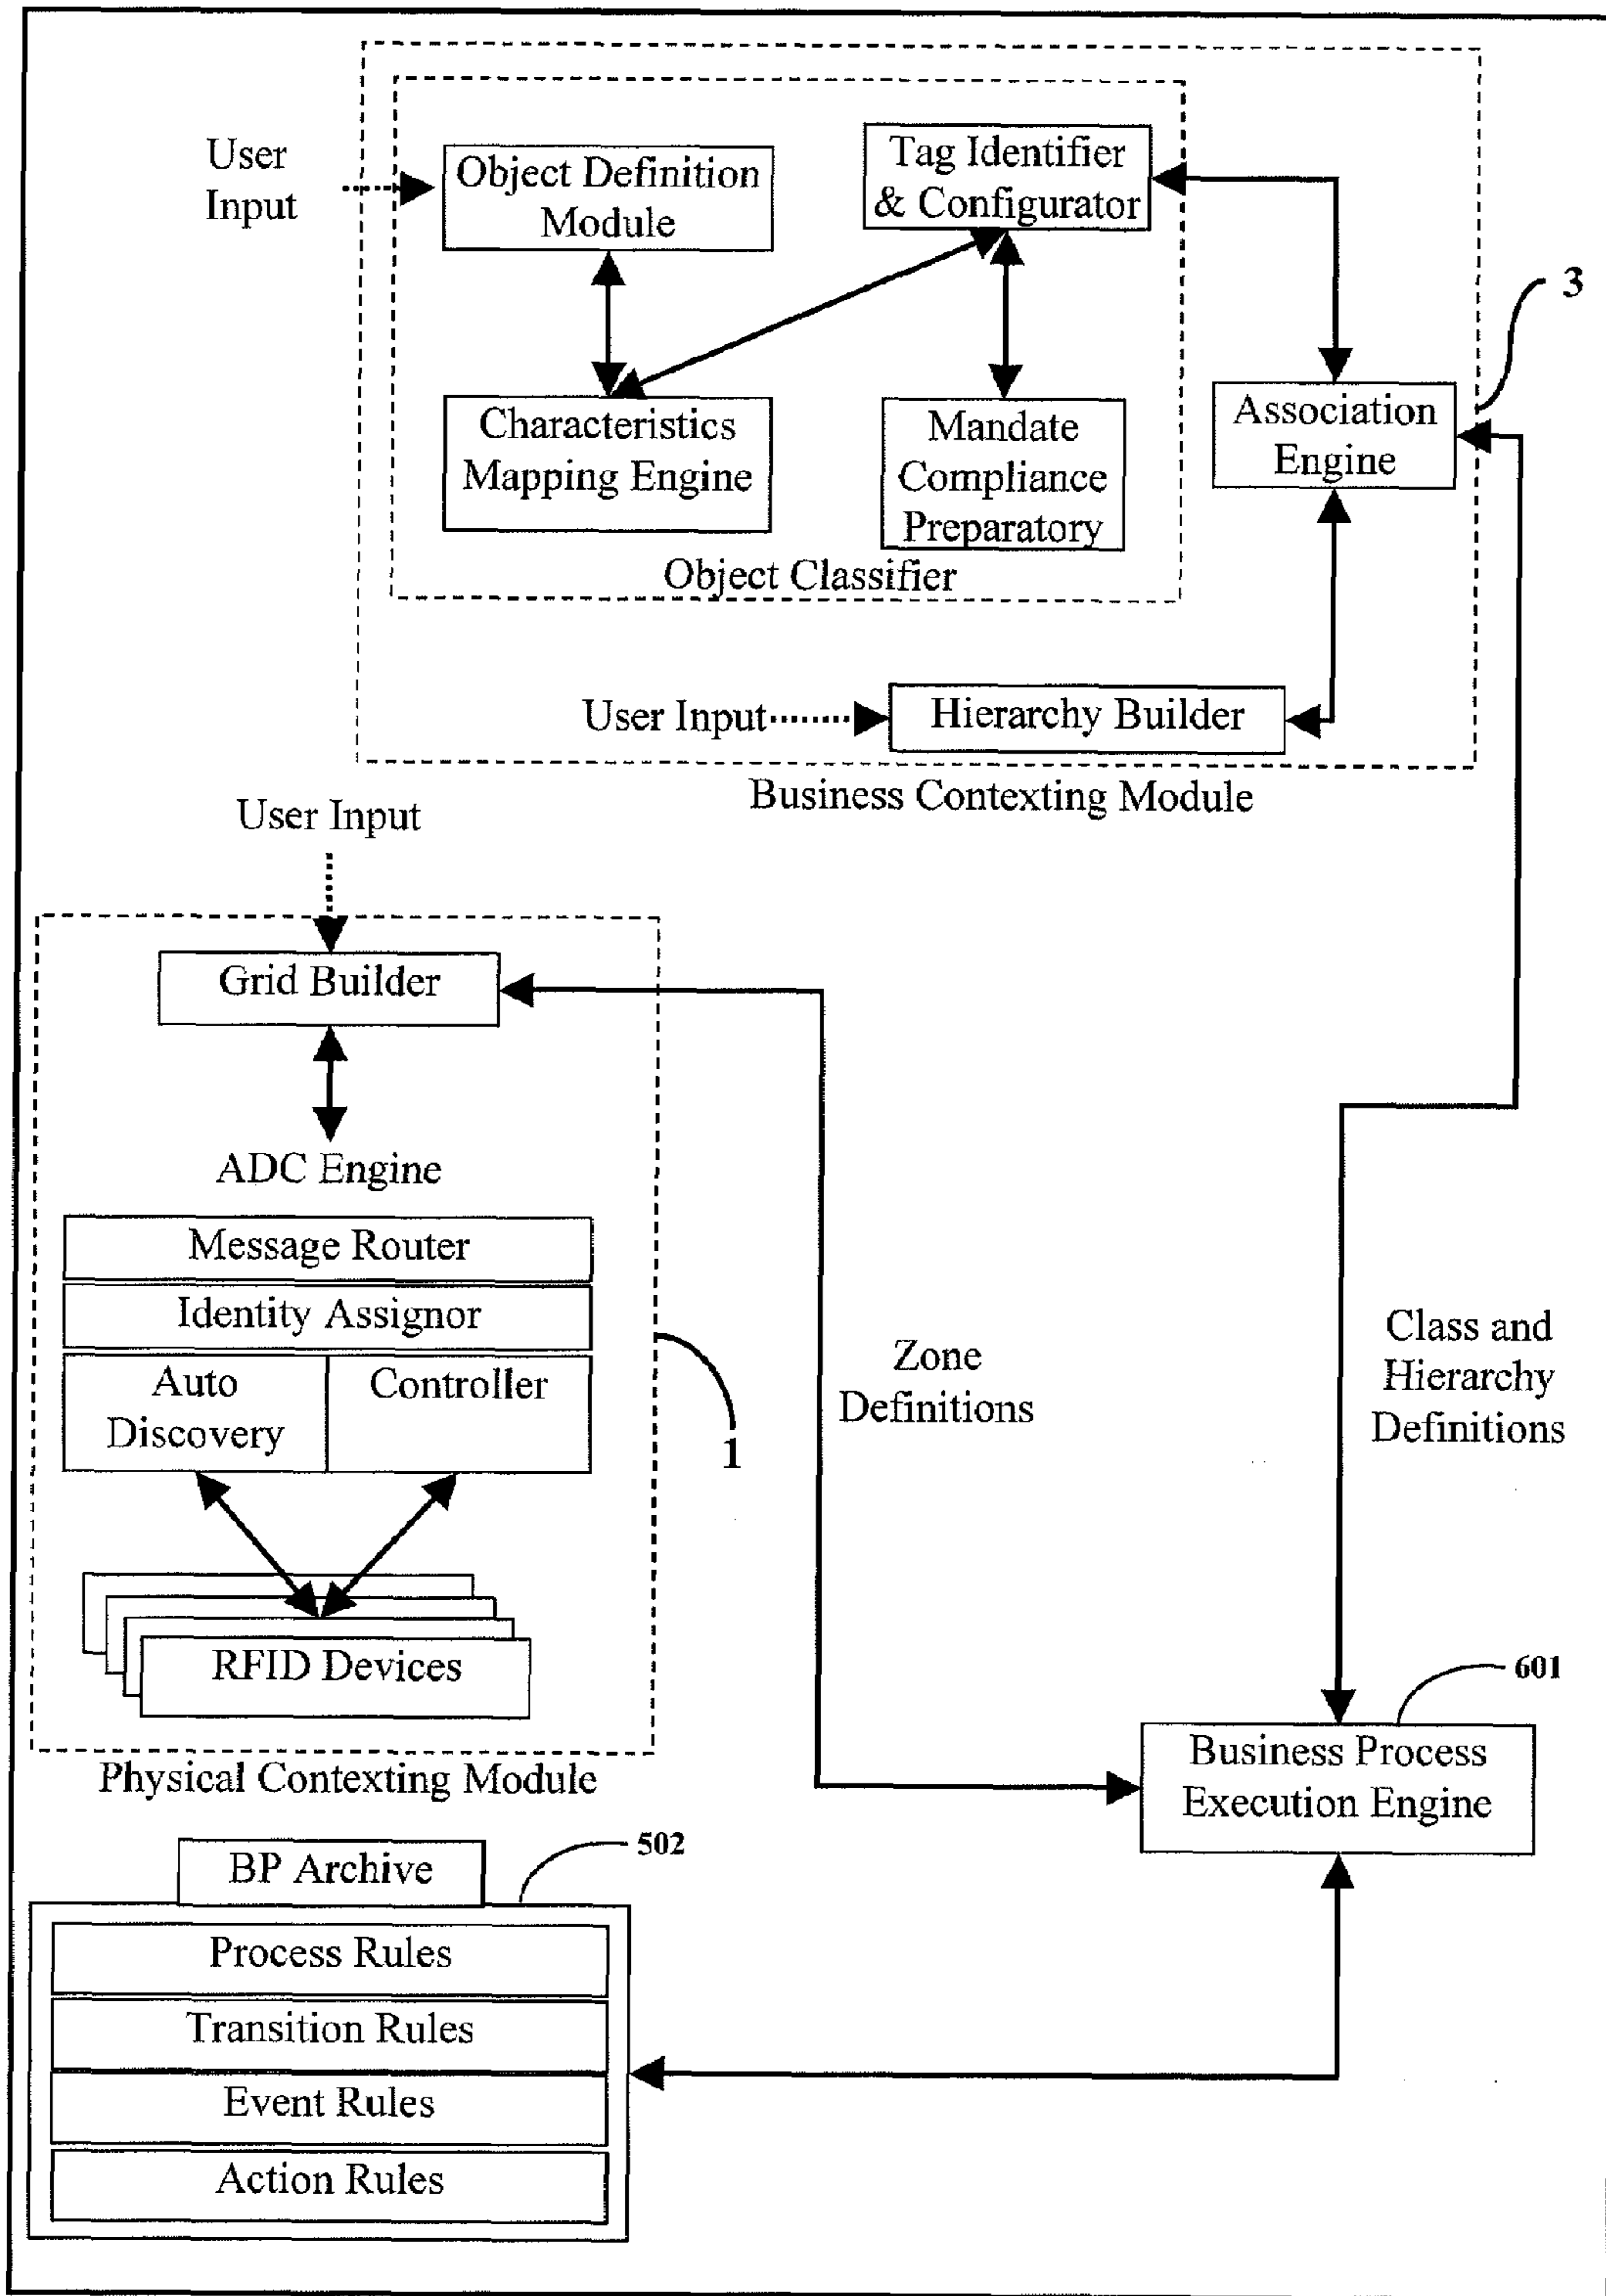 User
Input
Object Definition
Module
Tag Identifier
& Configurator
3
Characteristics
Mapping Engine
Mandate
Compliance
Preparatory
Association
Engine
Object Classifier
User Input
Hierarchy Builder
Business Contexting Module
User Input
Grid Builder
ADC Engine
Message Router
Identity Assignor
Auto
Discovery
Controller
1
Zone
Definitions
Class and
Hierarchy
Definitions
RFID Devices
Physical Contexting Module
601
Business Process
Execution Engine
502
BP Archive
Process Rules
Transition Rules
Event Rules
Action Rules